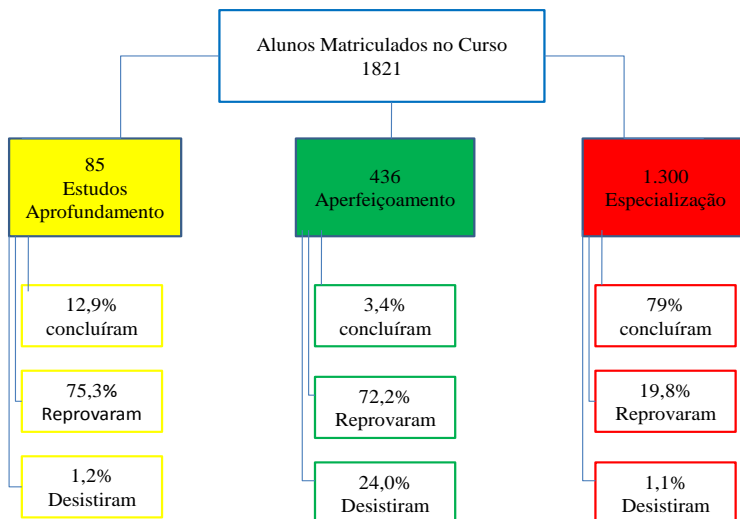 Alunos Matriculados no Curso
1821
85
Estudos
Aprofundamento
436
Aperfeiçoamento
1.300
Especialização
12,9%
concluíram
3,4%
concluíram
79%
concluíram
75,3%
Reprovaram
72,2%
Reprovaram
19,8%
Reprovaram
1,2%
Desistiram
24,0%
Desistiram
1,1%
Desistiram